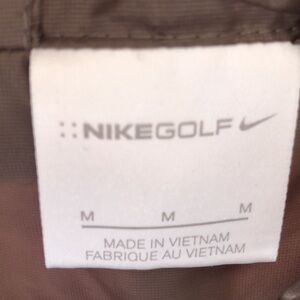 NIKEGOLF
M M M
MADE IN VIETNAM
FABRIQUE AU VIETNAM